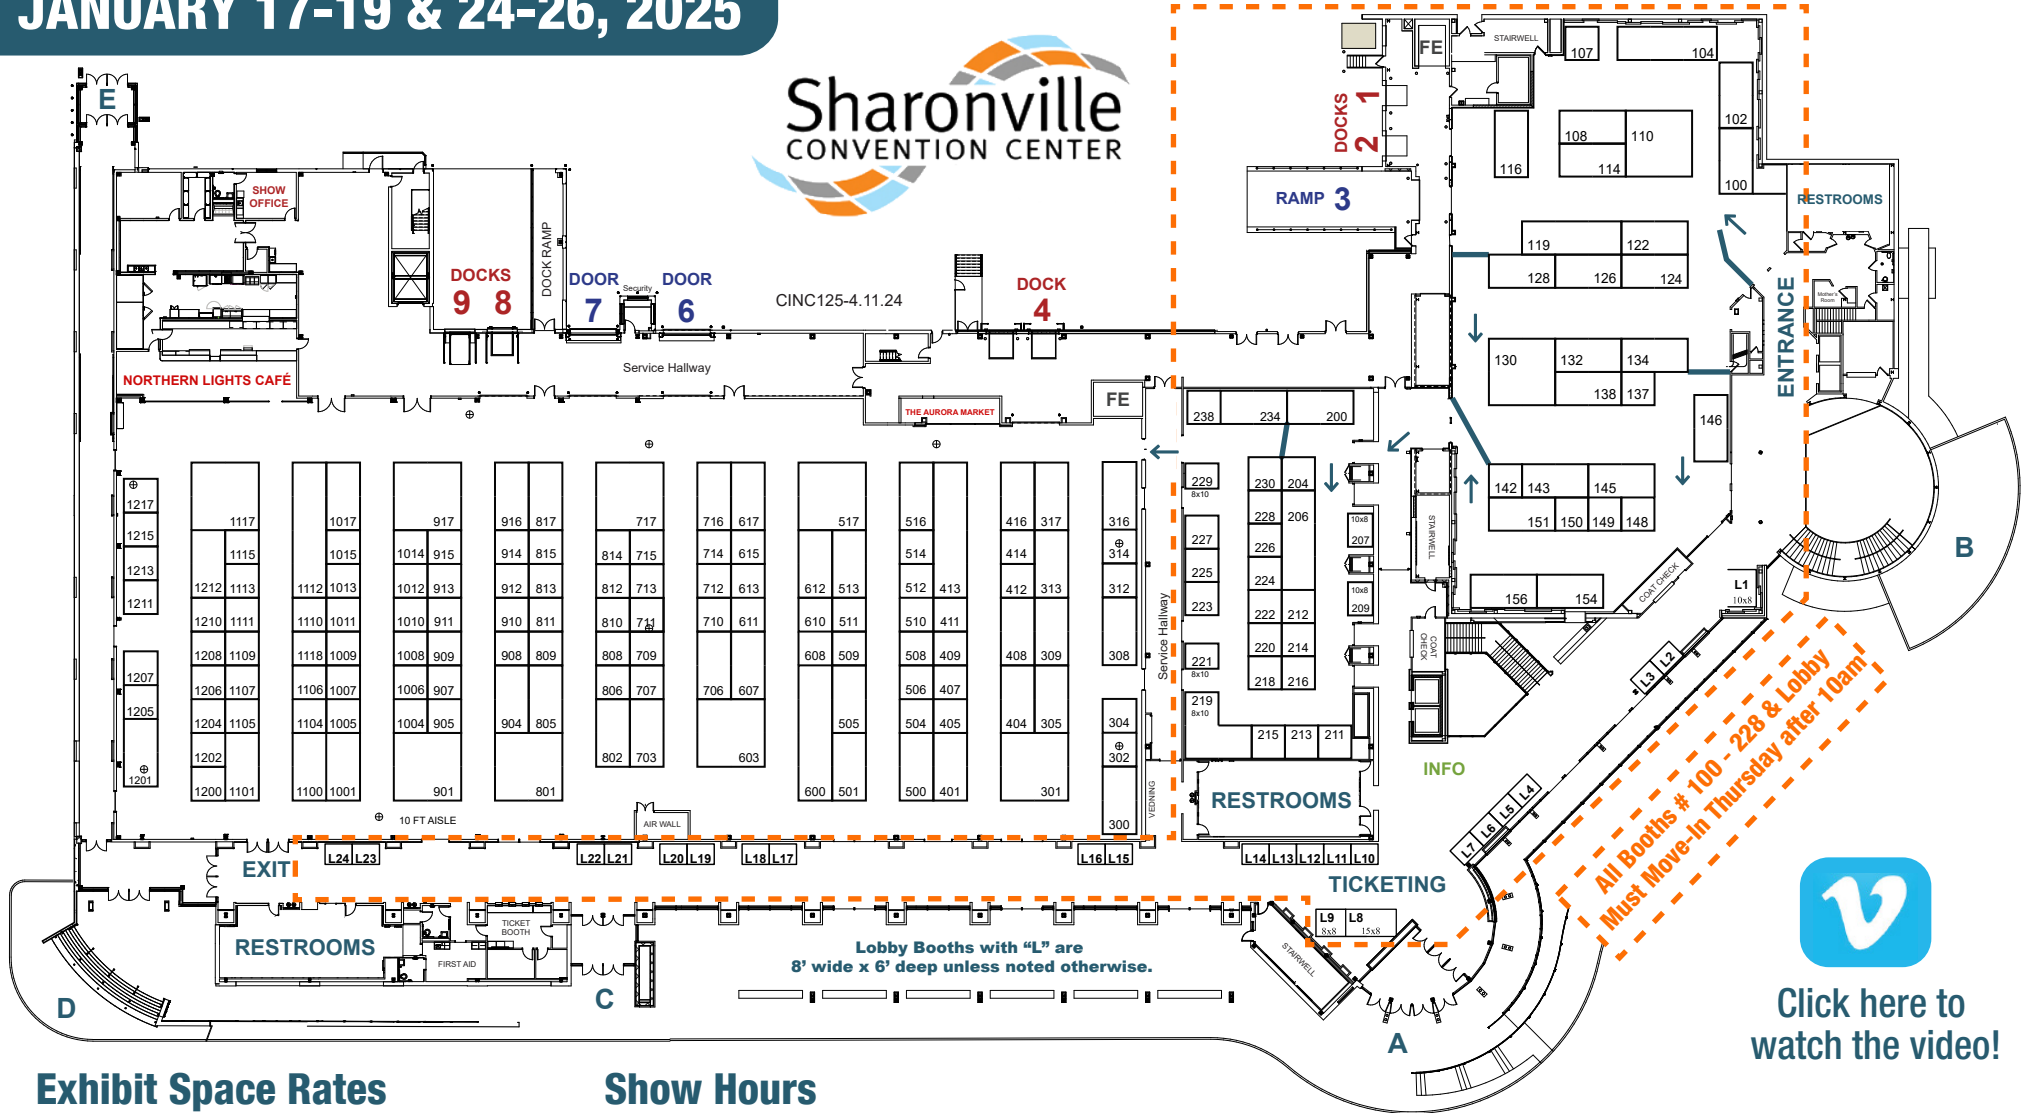 JANUARY 17-19 & 24-26, 2025
Sharonville
CONVENTION CENTER
E
SHOW
OFFICE
DOCK RAMP
DOCKS
9 8
DOOR
7
Security
DOOR
6
CINC125-4.11.24
DOCK
4
DOCKS
1
2
RAMP 3
FE
STAIRWELL
107
104
102
100
108
110
114
116
RESTROOMS
119
122
128
126
124
Mother's
Room
ENTRANCE
130
132
134
138
137
146
142
143
145
151
150
149
148
156
154
COAT CHECK
L1
10x8
B
NORTHERN LIGHTS CAFÉ
Service Hallway
THE AURORA MARKET
FE
238
234
200
229
8x10
230
204
228
206
226
224
222
212
220
214
218
216
227
225
223
221
8x10
219
8x10
215
213
211
10x8
207
10x8
209
STAIRWELL
COAT
CHECK
INFO
RESTROOMS
Service Hallway
VEDNING
1217
1215
1213
1211
1207
1205
1201
1117
1115
1212 1113
1210 1111
1208 1109
1206 1107
1204 1105
1202
1200 1101
1017
1015
1112 1013
1110 1011
1118 1009
1106 1007
1104 1005
1100 1001
917
1014 915
1012 913
1010 911
1008 909
1006 907
1004 905
901
916 817
914 815
912 813
910 811
908 809
904 805
801
717
814 715
812 713
810 711
808 709
806 707
802 703
716 617
714 615
712 613
710 611
706 607
603
517
612 513
610 511
608 509
505
600 501
516
514
512 413
510 411
508 409
506 407
504 405
500 401
416 317
414
412 313
408 309
404 305
301
316
314
312
308
304
302
300
10 FT AISLE
AIR WALL
EXIT
L24 L23
L22 L21
L20 L19
L18 L17
L16 L15
L14 L13 L12 L11 L10
TICKETING
L9
8x8
L8
15x8
L7 L6 L5 L4
L3 L2
All Booths # 100 - 228 & Lobby
Must Move-In Thursday after 10am
RESTROOMS
FIRST AID
TICKET
BOOTH
Lobby Booths with “L” are
8’ wide x 6’ deep unless noted otherwise.
STAIRWELL
D
C
A
Click here to
watch the video!
Exhibit Space Rates
Show Hours